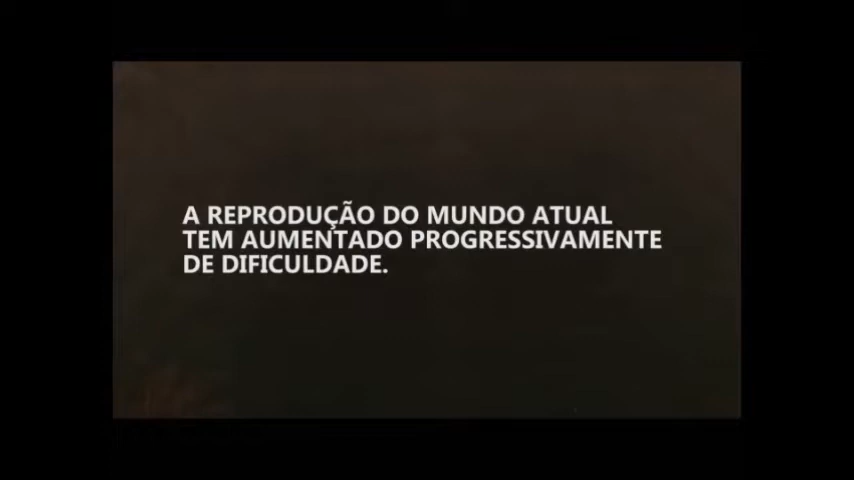 A REPRODUÇÃO DO MUNDO ATUAL
TEM AUMENTADO PROGRESSIVAMENTE
DE DIFICULDADE.